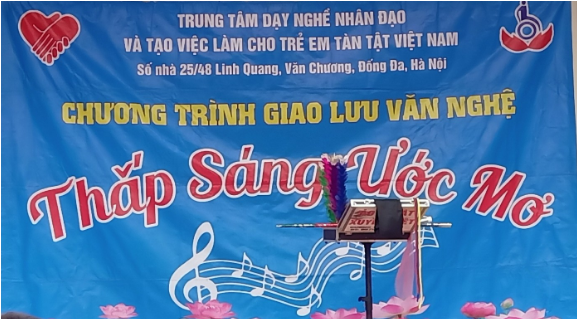 TRUNG TÂM DẠY NGHỀ NHÂN ĐẠO
VÀ TẠO VIỆC LÀM CHO TRẺ EM TÀN TẬT VIỆT NAM
Số nhà 25/48 Linh Quang, Văn Chương, Đống Đa, Hà Nội
CHƯƠNG TRÌNH GIAO LƯU VĂN NGHỆ
Thắp Sáng Ước Mơ